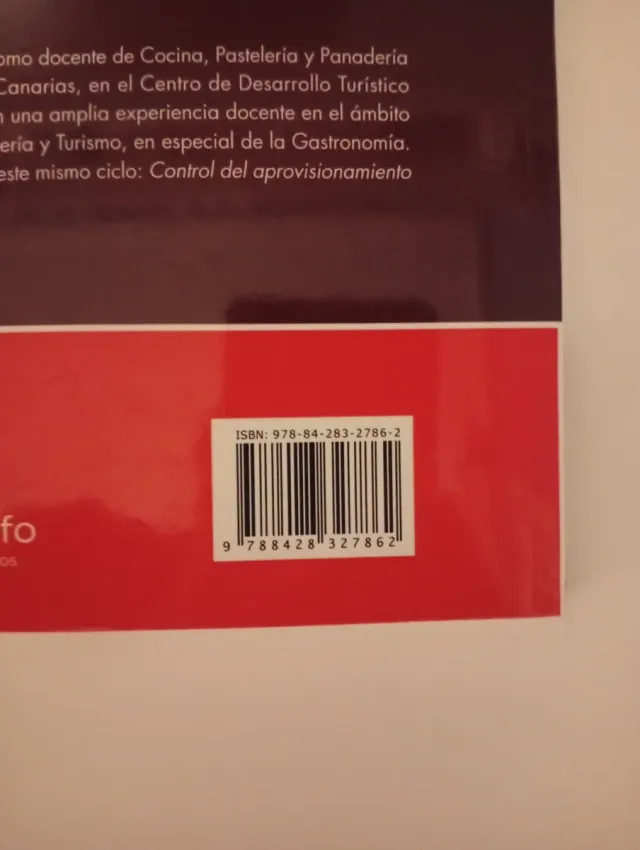 omo docente de Cocina, Pastelería y Panadería
Canarias, en el Centro de Desarrollo Turístico
n una amplia experiencia docente en el ámbito
ería y Turismo, en especial de la Gastronomía.
este mismo ciclo: Control del aprovisionamiento
ISBN: 978-84-283-2786-2
9 788428 327862
fo
os